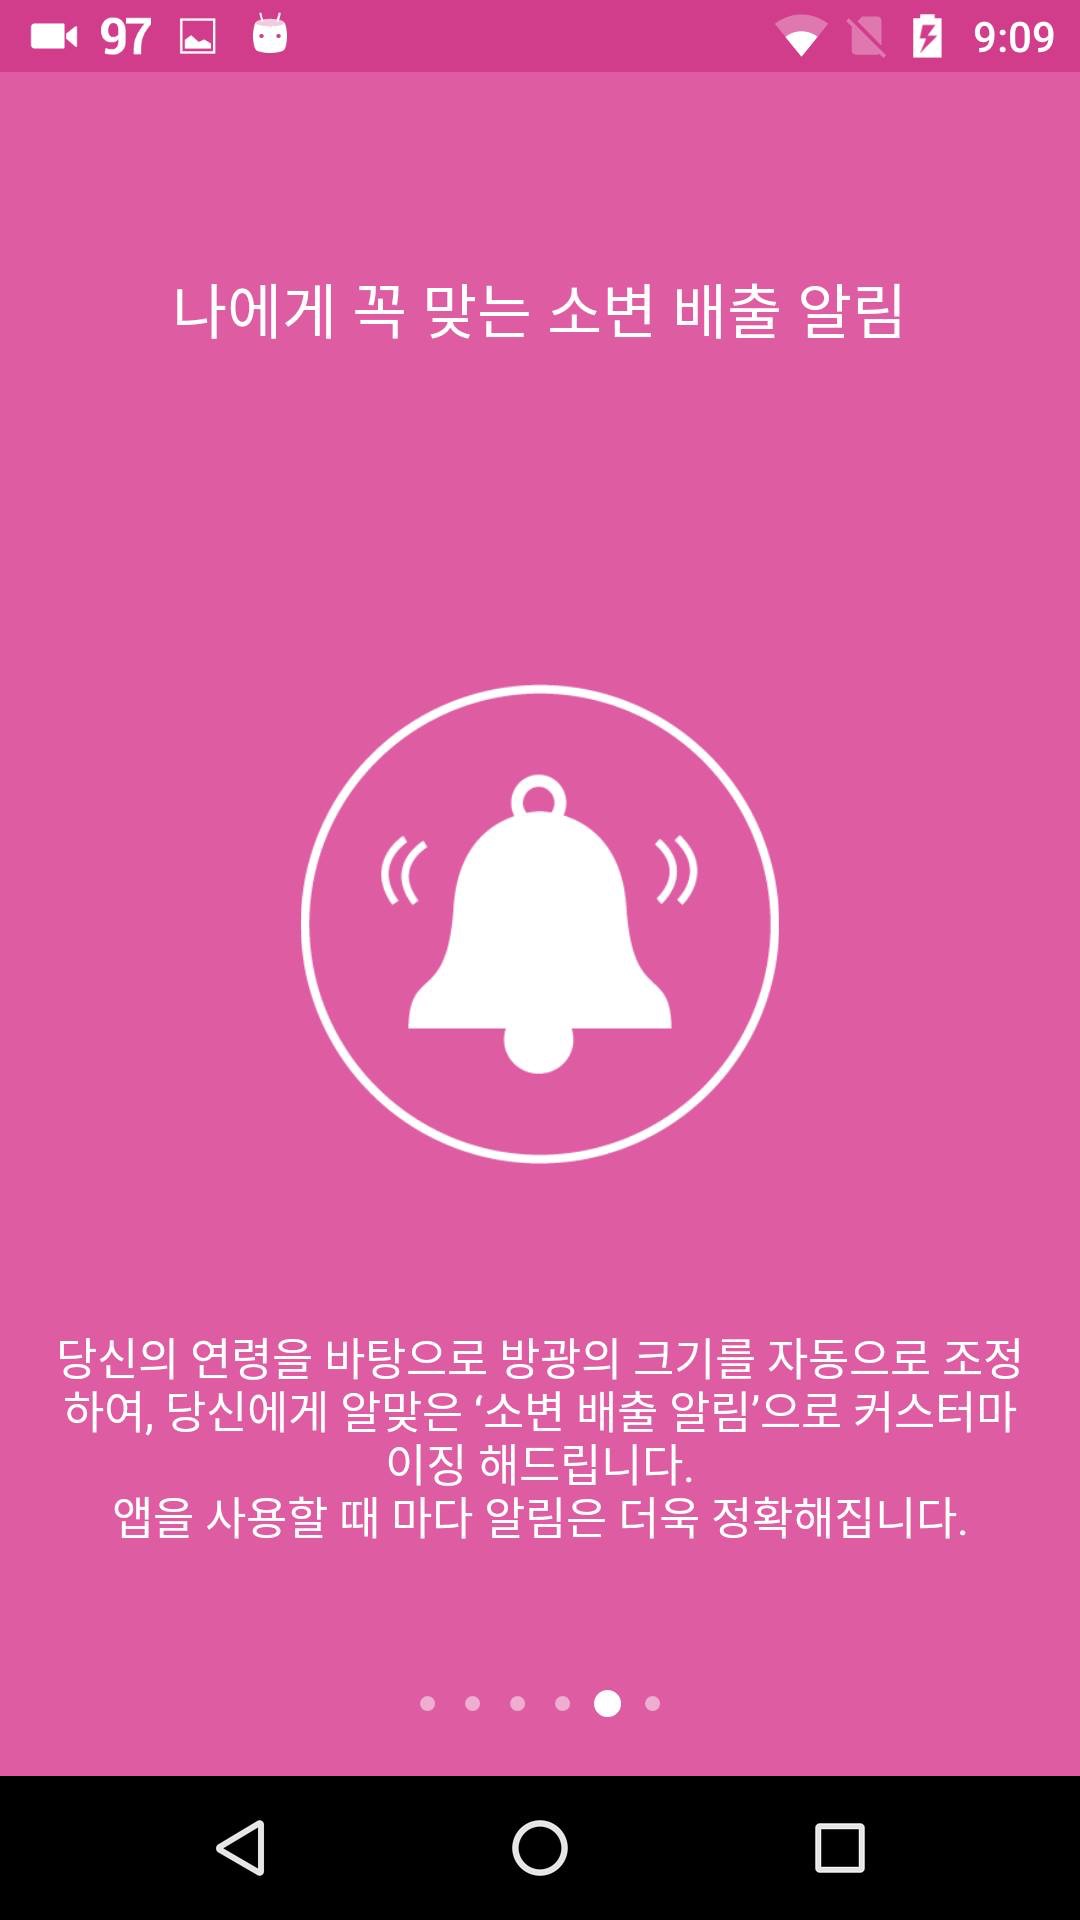 97
9:09
나에게 꼭 맞는 소변 배출 알림
당신의 연령을 바탕으로 방광의 크기를 자동으로 조정
하여, 당신에게 알맞은 ‘소변 배출 알림’으로 커스터마
이징 해드립니다.
앱을 사용할 때 마다 알림은 더욱 정확해집니다.